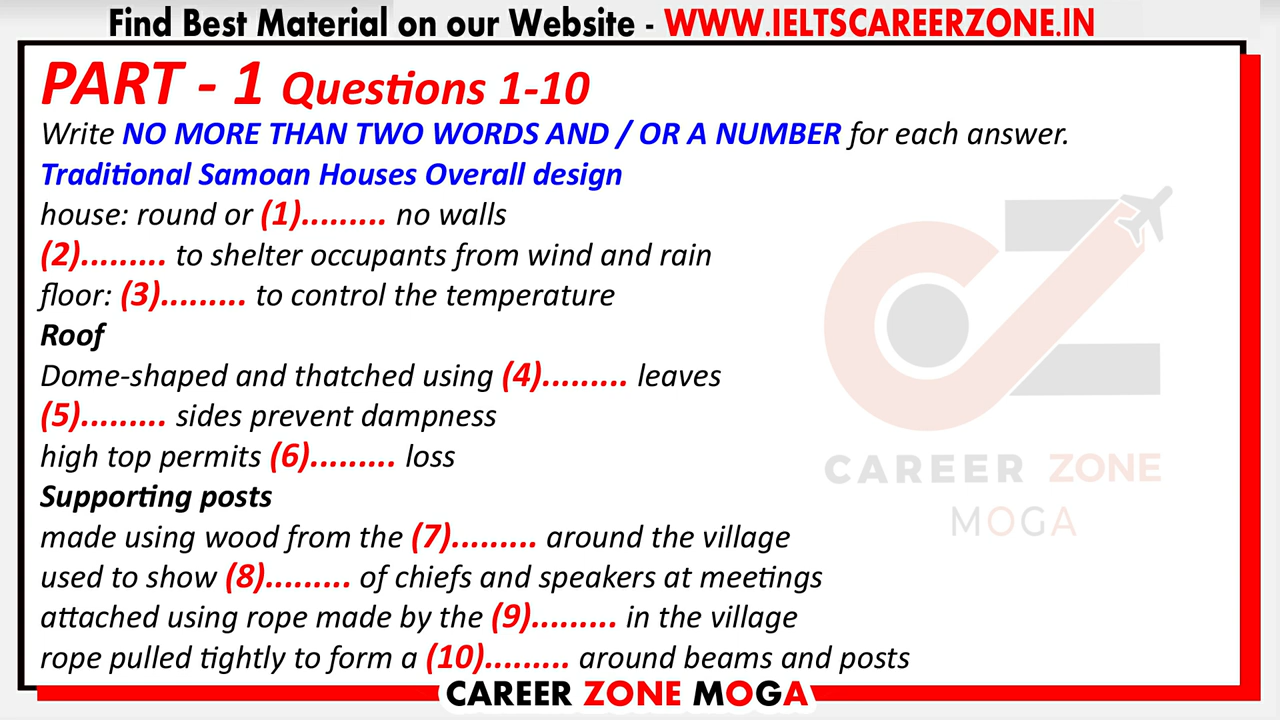 Find Best Material on our Website - WWW.IELTSCAREERZONE.IN
PART - 1 Questions 1-10
Write NO MORE THAN TWO WORDS AND / OR A NUMBER for each answer.
Traditional Samoan Houses Overall design
house: round or (1)......... no walls
(2)......... to shelter occupants from wind and rain
floor: (3)......... to control the temperature
Roof
Dome-shaped and thatched using (4)......... leaves
(5)......... sides prevent dampness
high top permits (6)......... loss
Supporting posts
made using wood from the (7)......... around the village
used to show (8)......... of chiefs and speakers at meetings
attached using rope made by the (9)......... in the village
rope pulled tightly to form a (10)......... around beams and posts
CAREER ZONE
MOGA
CAREER ZONE MOGA